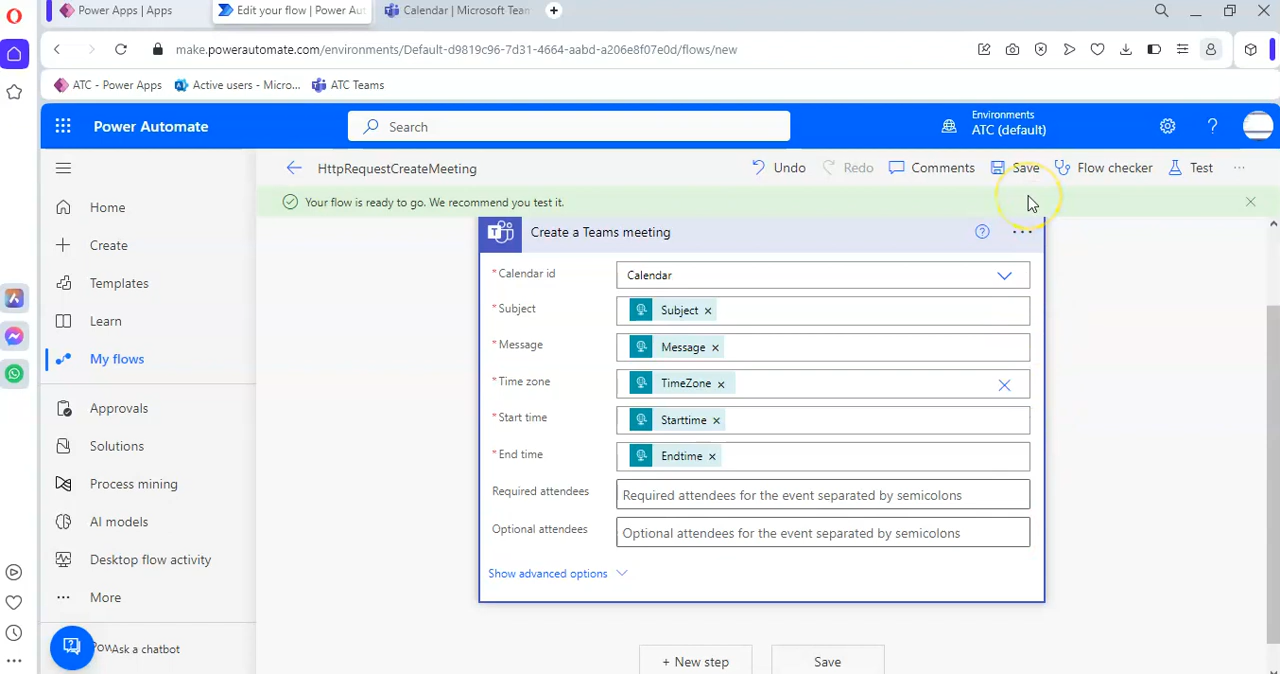 Power Apps | Apps
Edit your flow | Power Aut
Calendar | Microsoft Team
make.powerautomate.com/environments/Default-d9819c96-7d31-4664-aabd-a206e8f07e0d/flows/new
ATC - Power Apps
Active users - Micro...
ATC Teams
Power Automate
Search
Environments
ATC (default)
HttpRequestCreateMeeting
Undo
Redo
Comments
Save
Flow checker
Test
Your flow is ready to go. We recommend you test it.
Home
Create
Templates
Learn
My flows
Approvals
Solutions
Process mining
AI models
Desktop flow activity
More
Ask a chatbot
Create a Teams meeting
* Calendar id
Calendar
* Subject
Subject ×
* Message
Message ×
* Time zone
TimeZone ×
* Start time
Starttime ×
* End time
Endtime ×
Required attendees
Required attendees for the event separated by semicolons
Optional attendees
Optional attendees for the event separated by semicolons
Show advanced options
+ New step
Save